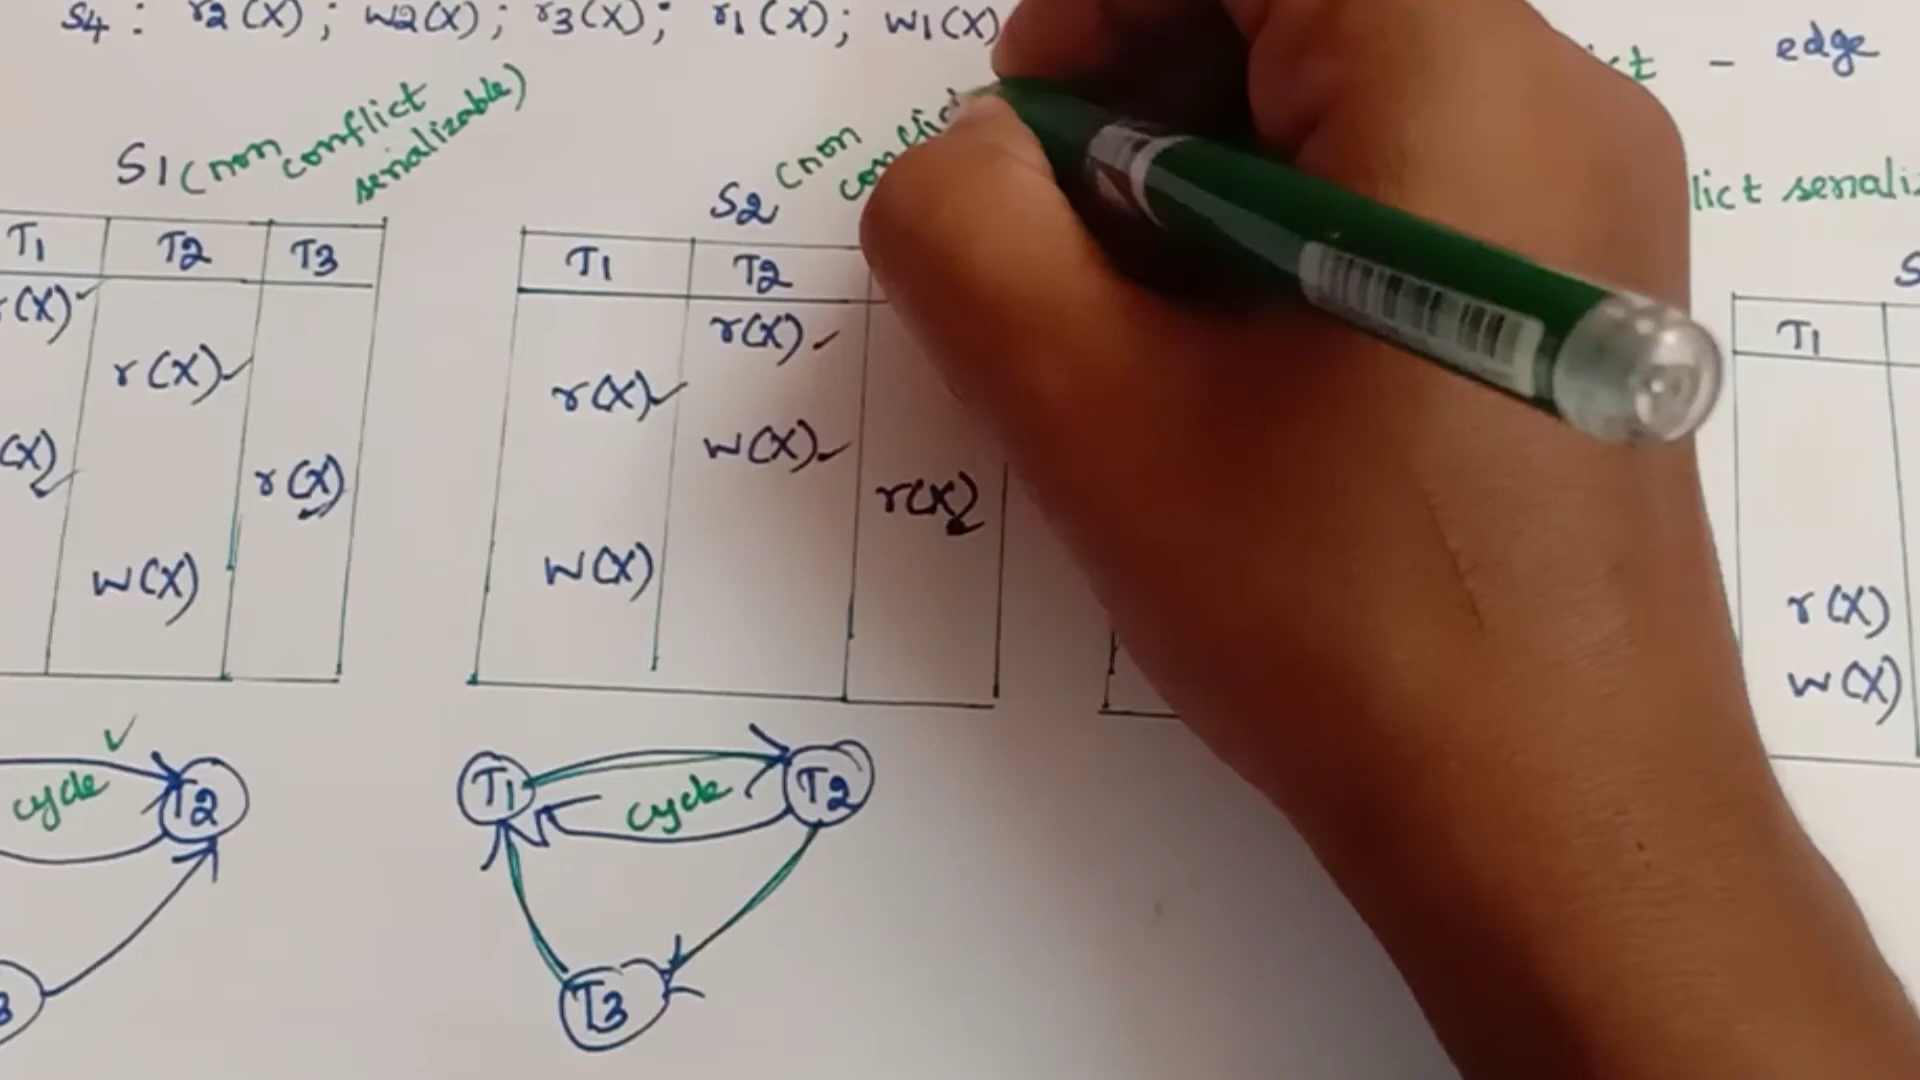 S4 : r2(X) ; w2(X) ; r3(X) ; r1(X) ; w1(X)
- edge
S1 (non conflict serializable)
S2 (non
serializ
T1 T2 T3
r(X)
r(X)
r(X)
w(X)
T1 T2
r(X)
r(X)
w(X)
r(X)
w(X)
T1
r(X)
w(X)
cycle T2
T1 cycle T2
T3